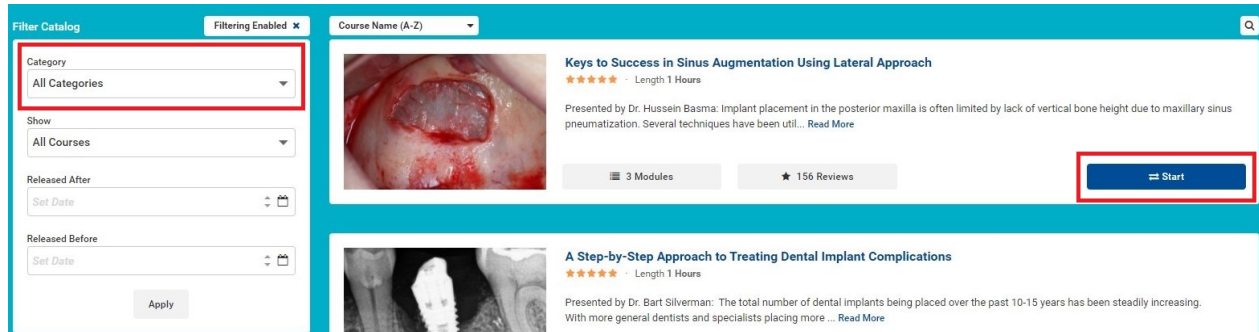 Filter Catalog
Filtering Enabled ×
Category
All Categories
Show
All Courses
Released After
Set Date
Released Before
Set Date
Apply
Course Name (A-Z)
Keys to Success in Sinus Augmentation Using Lateral Approach
· Length 1 Hours
Presented by Dr. Hussein Basma: Implant placement in the posterior maxilla is often limited by lack of vertical bone height due to maxillary sinus
pneumatization. Several techniques have been util... Read More
3 Modules
156 Reviews
Start
A Step-by-Step Approach to Treating Dental Implant Complications
· Length 1 Hours
Presented by Dr. Bart Silverman: The total number of dental implants being placed over the past 10-15 years has been steadily increasing.
With more general dentists and specialists placing more ... Read More